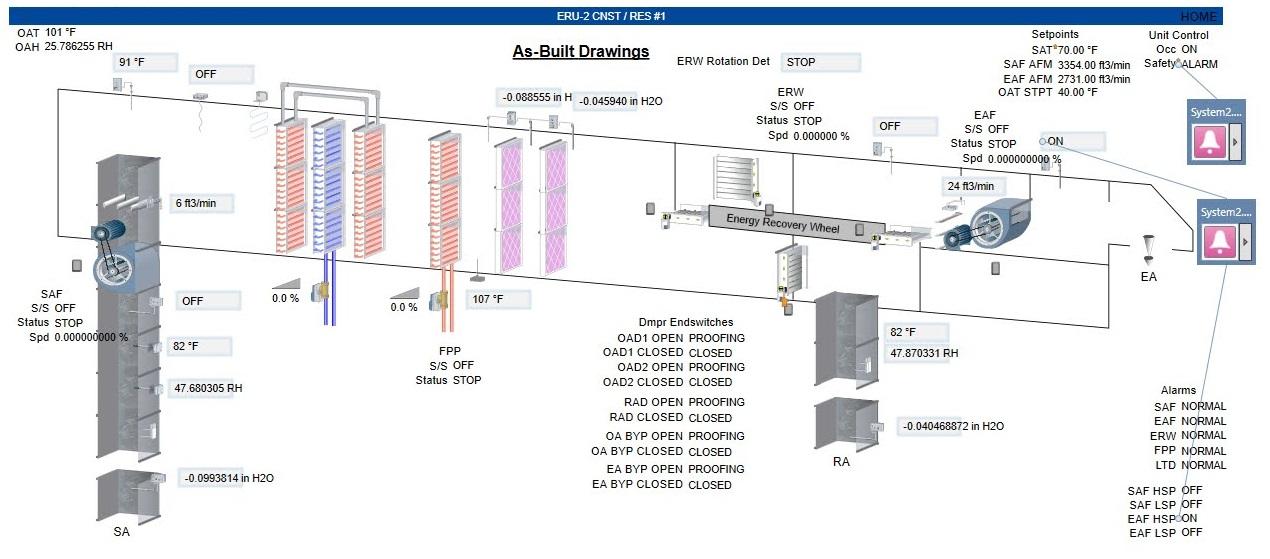 ERU-2 CNST / RES #1
HOME
OAT 101 °F
OAH 25.786255 RH
As-Built Drawings
91 °F
OFF
-0.088555 in H
-0.045940 in H2O
ERW Rotation Det STOP
ERW
S/S OFF
Status STOP
Spd 0.000000 %
OFF
EAF
S/S OFF
Status STOP
Spd 0.000000000 %
ON
Setpoints
SAT 70.00 °F
SAF AFM 3354.00 ft3/min
EAF AFM 2731.00 ft3/min
OAT STPT 40.00 °F
Unit Control
Occ ON
Safety ALARM
System2....
System2....
6 ft3/min
24 ft3/min
Energy Recovery Wheel
EA
SAF
S/S OFF
Status STOP
Spd 0.000000000 %
OFF
82 °F
47.680305 RH
-0.0993814 in H2O
SA
0.0 %
0.0 %
107 °F
FPP
S/S OFF
Status STOP
Dmpr Endswitches
OAD1 OPEN PROOFING
OAD1 CLOSED CLOSED
OAD2 OPEN PROOFING
OAD2 CLOSED CLOSED
RAD OPEN PROOFING
RAD CLOSED CLOSED
OA BYP OPEN PROOFING
OA BYP CLOSED CLOSED
EA BYP OPEN PROOFING
EA BYP CLOSED CLOSED
82 °F
47.870331 RH
-0.040468872 in H2O
RA
Alarms
SAF NORMAL
EAF NORMAL
ERW NORMAL
FPP NORMAL
LTD NORMAL
SAF HSP OFF
SAF LSP OFF
EAF HSP ON
EAF LSP OFF